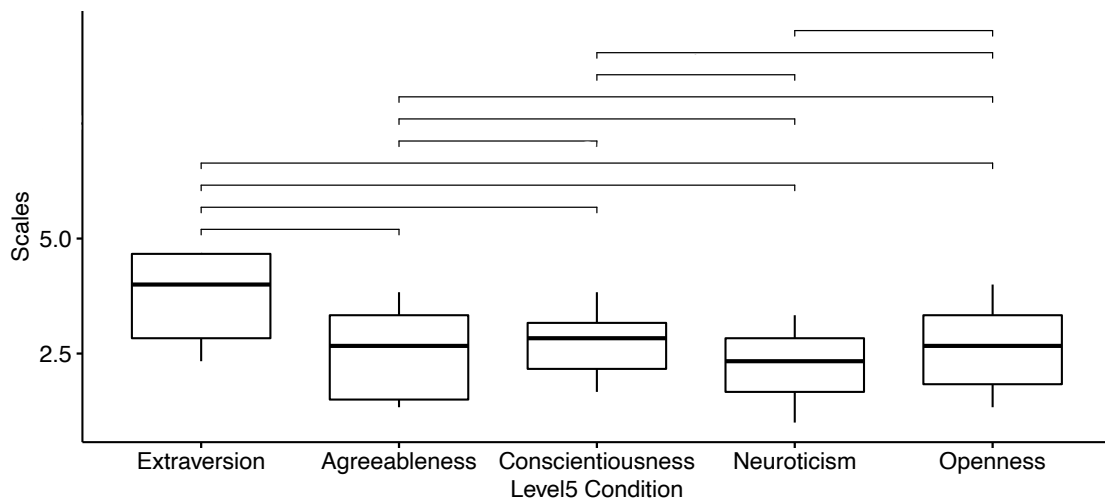 Scales
5.0
2.5
Extraversion Agreeableness Conscientiousness Neuroticism Openness
Level5 Condition